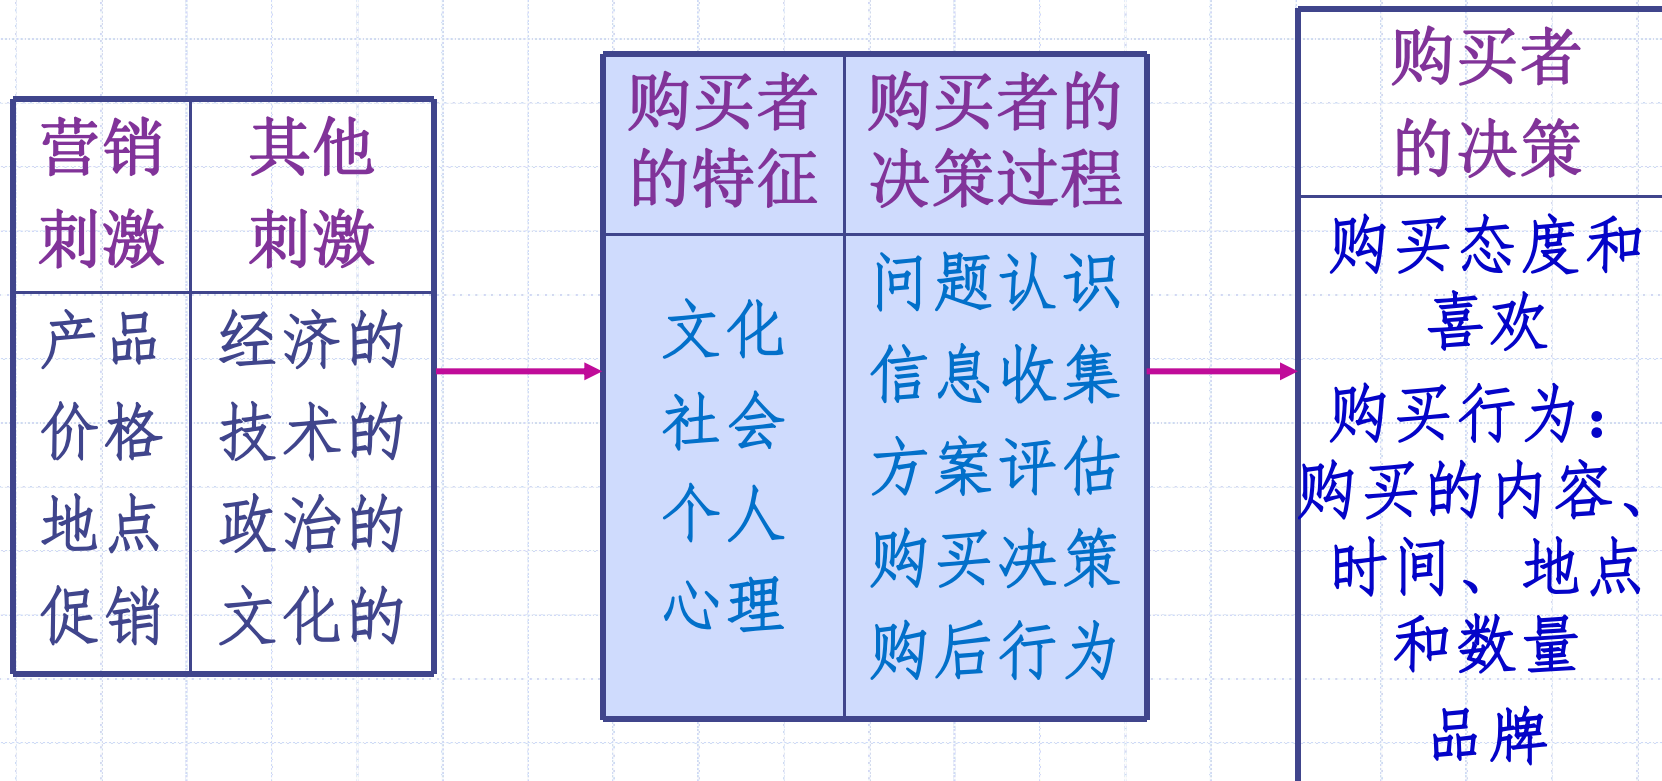 营销
刺激
其他
刺激
产品
价格
地点
促销
经济的
技术的
政治的
文化的
购买者
的特征
购买者的
决策过程
文化
社会
个人
心理
问题认识
信息收集
方案评估
购买决策
购后行为
购买者
的决策
购买态度和
喜欢
购买行为：
购买的内容、
时间、地点
和数量
品牌